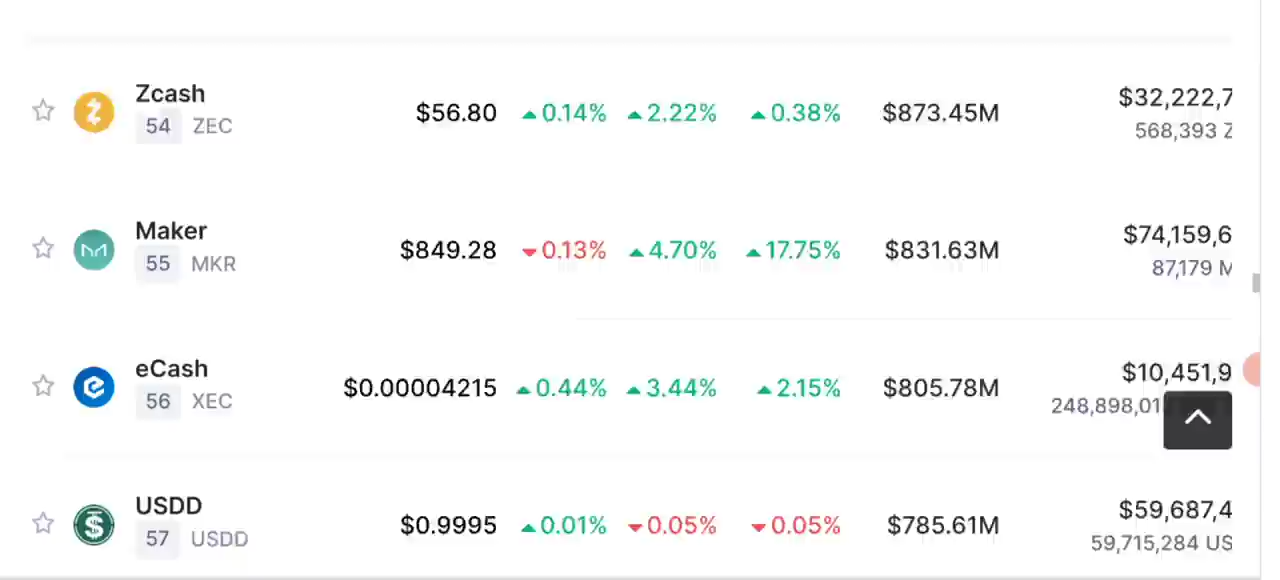 Zcash
54 ZEC
$56.80 0.14% 2.22% 0.38% $873.45M
$32,222,7
568,393 Z
Maker
55 MKR
$849.28 0.13% 4.70% 17.75% $831.63M
$74,159,6
87,179 M
eCash
56 XEC
$0.00004215 0.44% 3.44% 2.15% $805.78M
$10,451,9
248,898,01
USDD
57 USDD
$0.9995 0.01% 0.05% 0.05% $785.61M
$59,687,4
59,715,284 US